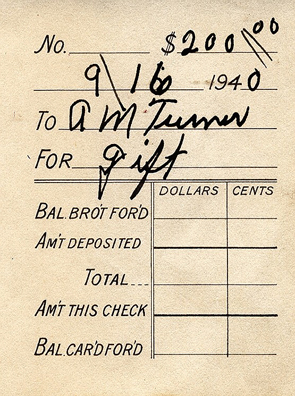 No. $200 00
9\16 1940
To A M Turner
For gift
DOLLARS CENTS
BAL. BRO'T FOR'D
AM'T DEPOSITED
TOTAL...
AM'T THIS CHECK
BAL. CAR'D FOR'D